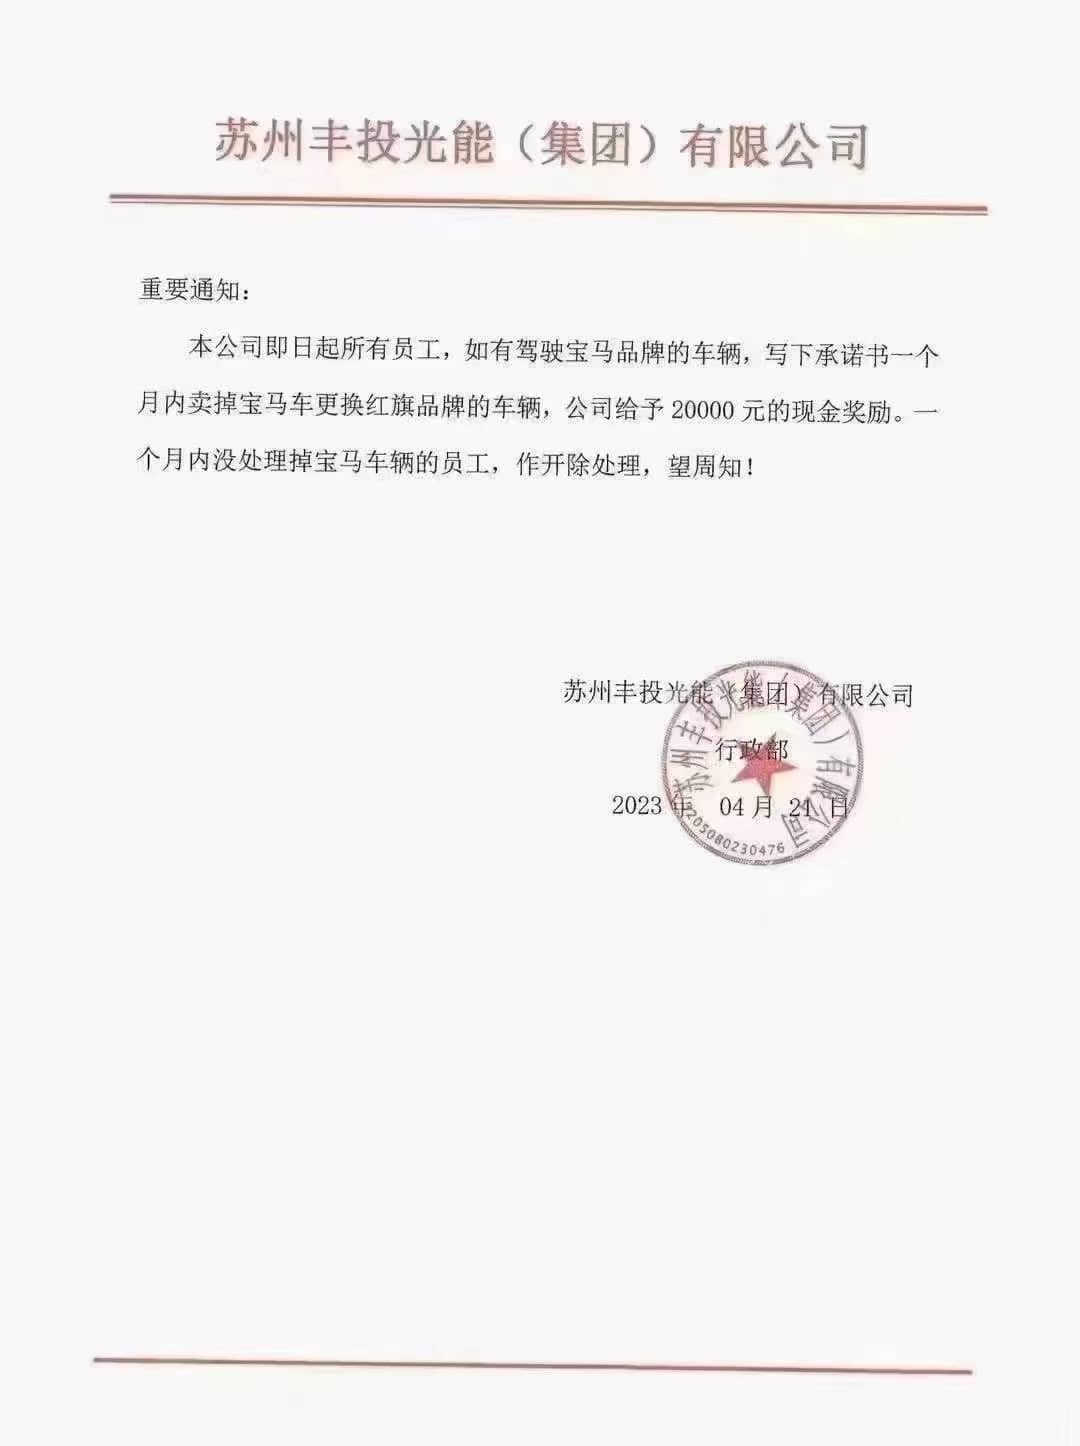 苏州丰投光能（集团）有限公司
重要通知：
本公司即日起所有员工，如有驾驶宝马品牌的车辆，写下承诺书一个
月内卖掉宝马车更换红旗品牌的车辆，公司给予 20000 元的现金奖励。一
个月内没处理掉宝马车辆的员工，作开除处理，望周知！
苏州丰投光能（集团）有限公司
行政部
2023 年 04 月 21 日
苏州丰投光能（集团）有限公司
3205080230476